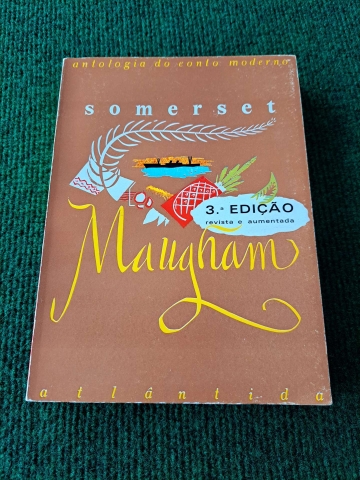 antologia do conto moderno
somerset
3.ª EDIÇÃO
revista e aumentada
Maugham
atlântida